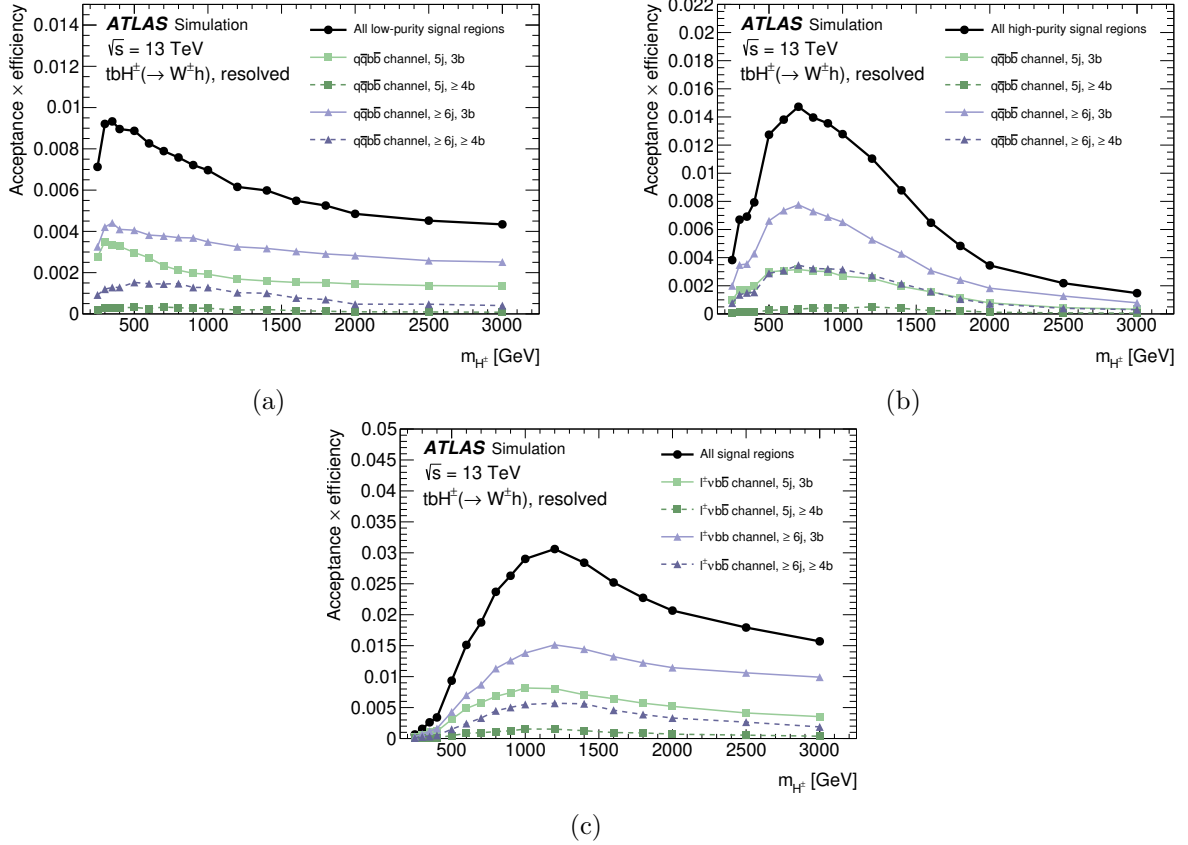 ATLAS Simulation
√s = 13 TeV
tbH±(→ W±h), resolved
All low-purity signal regions
qq̅bb̅ channel, 5j, 3b
qq̅bb̅ channel, 5j, ≥ 4b
qq̅bb̅ channel, ≥ 6j, 3b
qq̅bb̅ channel, ≥ 6j, ≥ 4b
Acceptance × efficiency
0.014
0.012
0.01
0.008
0.006
0.004
0.002
0
500 1000 1500 2000 2500 3000
m_H± [GeV]
(a)
ATLAS Simulation
√s = 13 TeV
tbH±(→ W±h), resolved
All high-purity signal regions
qq̅bb̅ channel, 5j, 3b
qq̅bb̅ channel, 5j, ≥ 4b
qq̅bb̅ channel, ≥ 6j, 3b
qq̅bb̅ channel, ≥ 6j, ≥ 4b
Acceptance × efficiency
0.022
0.02
0.018
0.016
0.014
0.012
0.01
0.008
0.006
0.004
0.002
0
500 1000 1500 2000 2500 3000
m_H± [GeV]
(b)
ATLAS Simulation
√s = 13 TeV
tbH±(→ W±h), resolved
All signal regions
l±νbb̅ channel, 5j, 3b
l±νbb̅ channel, 5j, ≥ 4b
l±νbb channel, ≥ 6j, 3b
l±νbb̅ channel, ≥ 6j, ≥ 4b
Acceptance × efficiency
0.05
0.045
0.04
0.035
0.03
0.025
0.02
0.015
0.01
0.005
0
500 1000 1500 2000 2500 3000
m_H± [GeV]
(c)